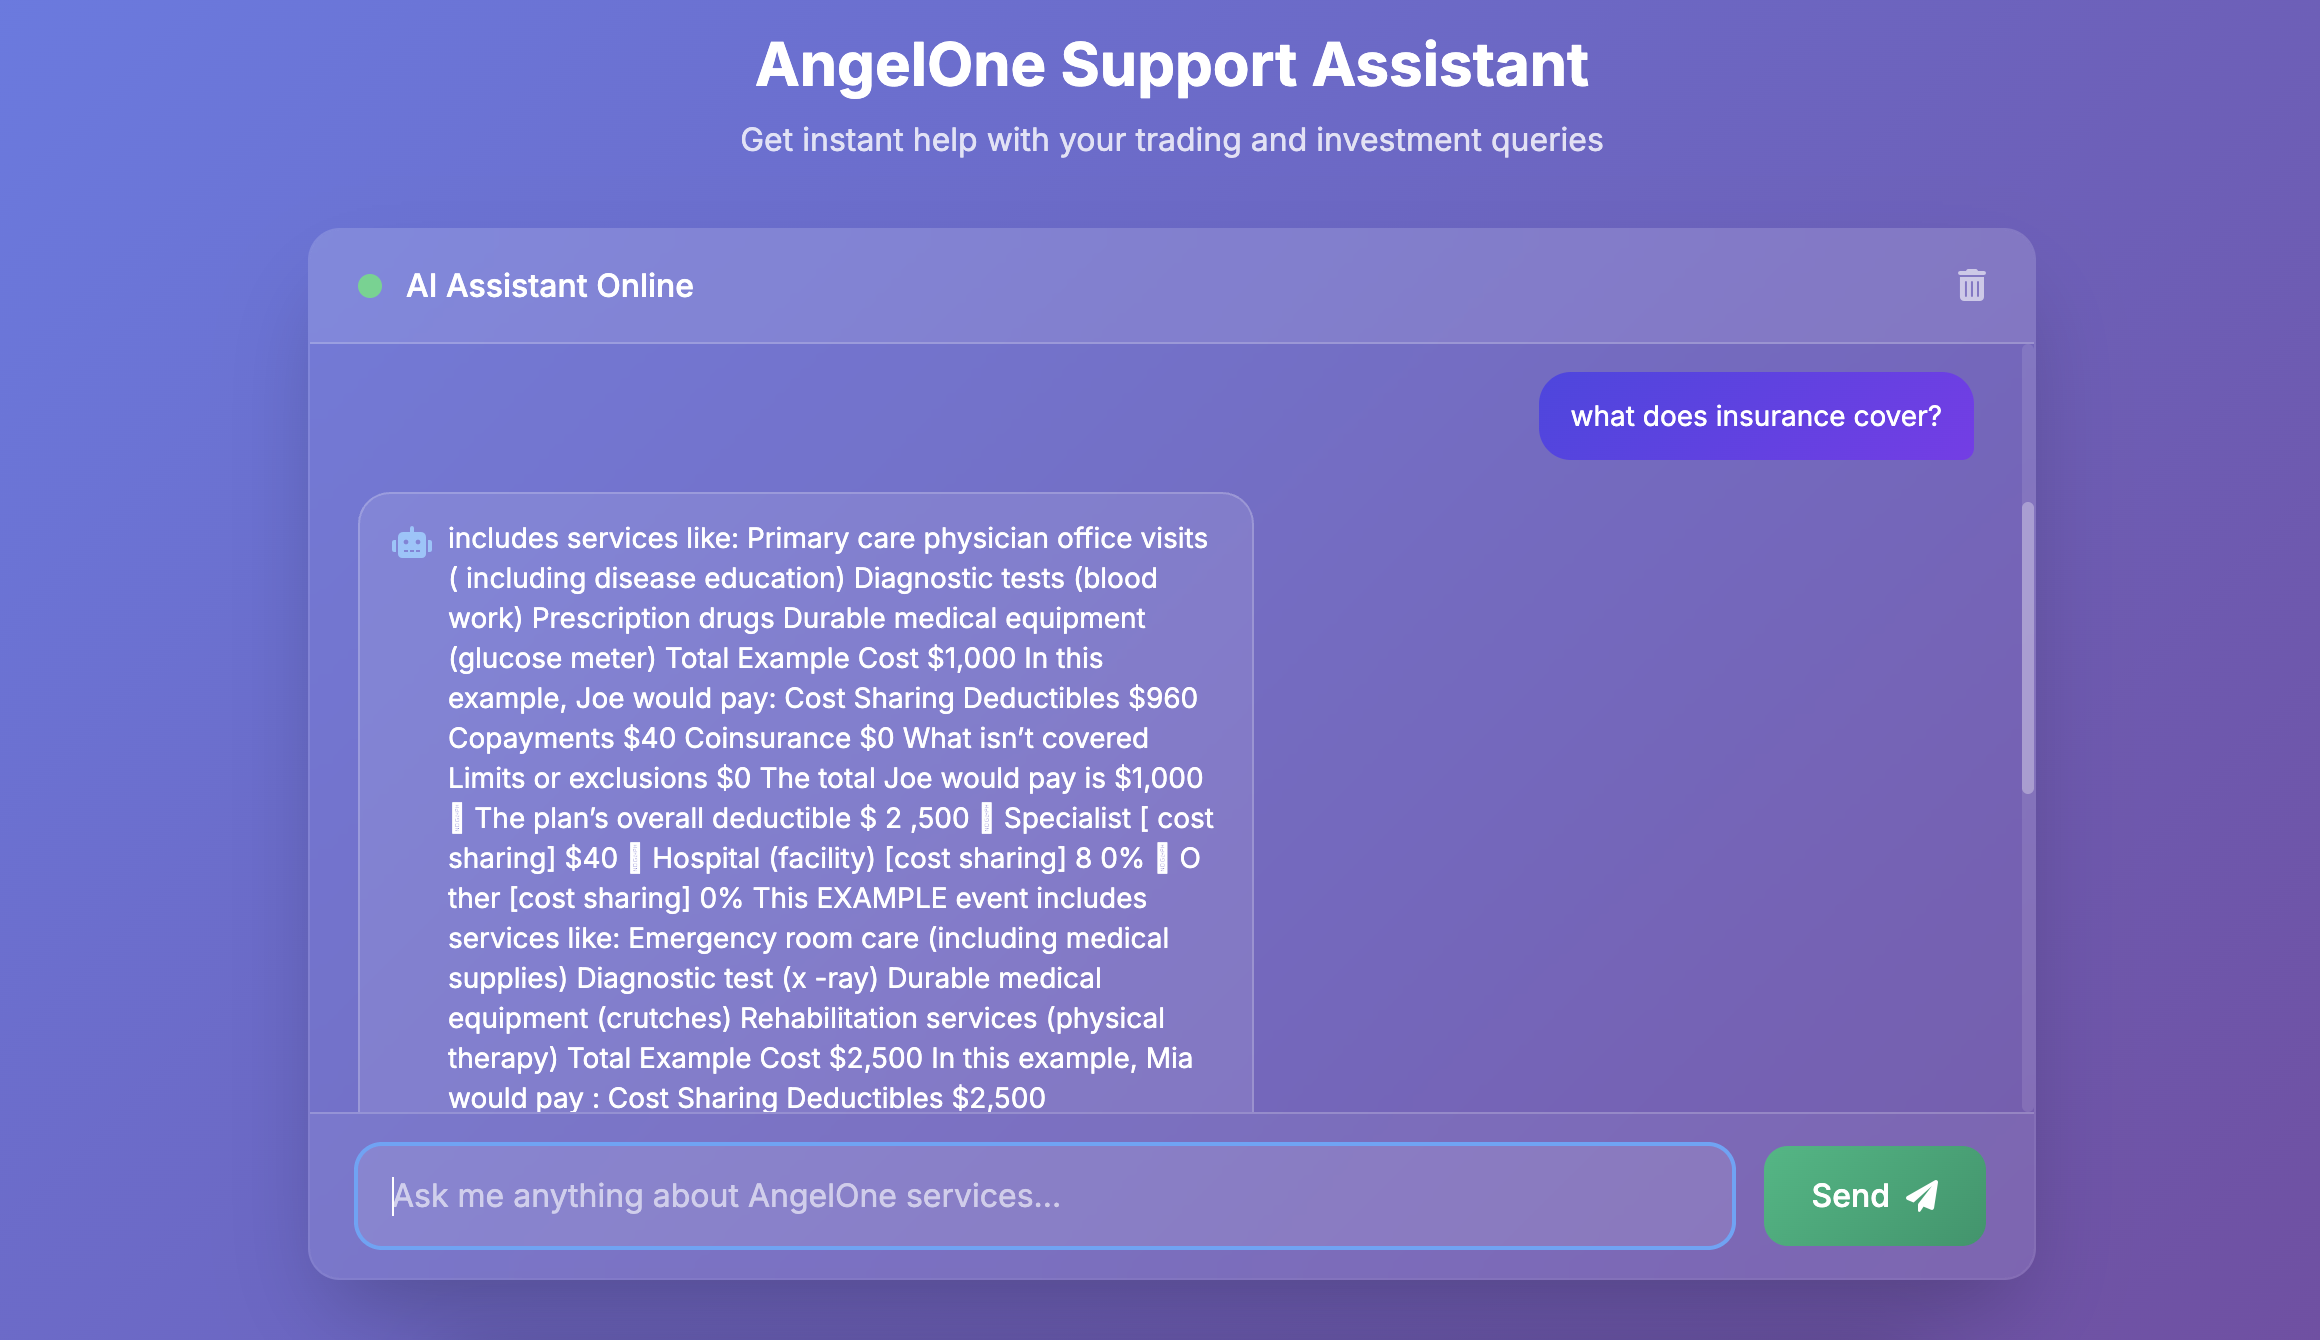 AngelOne Support Assistant
Get instant help with your trading and investment queries
AI Assistant Online
what does insurance cover?
includes services like: Primary care physician office visits
( including disease education) Diagnostic tests (blood
work) Prescription drugs Durable medical equipment
(glucose meter) Total Example Cost $1,000 In this
example, Joe would pay: Cost Sharing Deductibles $960
Copayments $40 Coinsurance $0 What isn’t covered
Limits or exclusions $0 The total Joe would pay is $1,000
The plan’s overall deductible $ 2 ,500 Specialist [ cost
sharing] $40 Hospital (facility) [cost sharing] 8 0% O
ther [cost sharing] 0% This EXAMPLE event includes
services like: Emergency room care (including medical
supplies) Diagnostic test (x -ray) Durable medical
equipment (crutches) Rehabilitation services (physical
therapy) Total Example Cost $2,500 In this example, Mia
would pay : Cost Sharing Deductibles $2,500
Ask me anything about AngelOne services...
Send